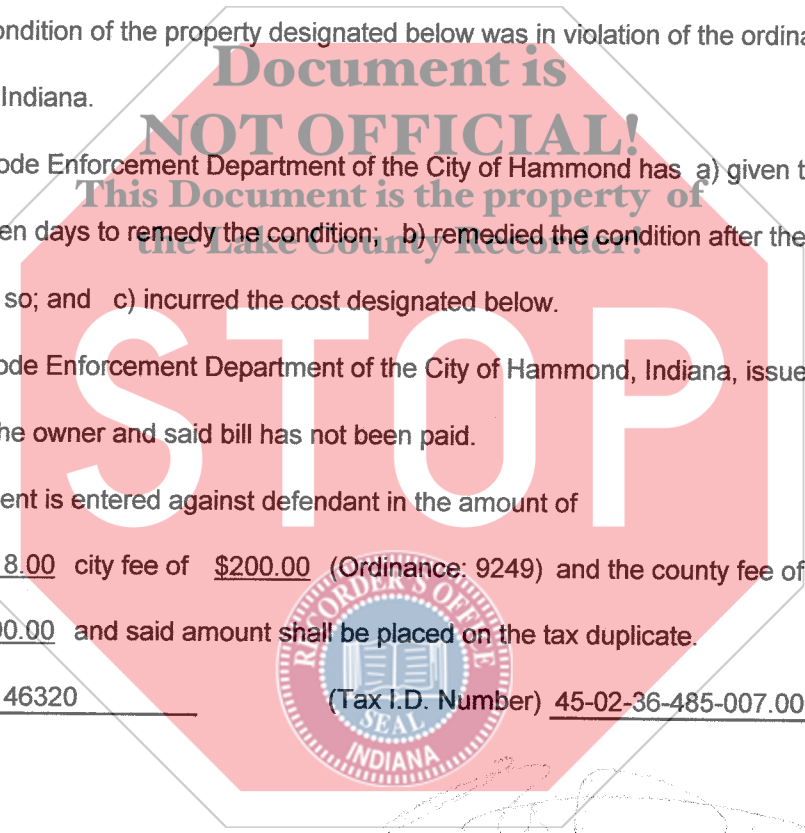 ondition of the property designated below was in violation of the ordina
Document is
Indiana.
NOT OFFICIAL!
ode Enforcement Department of the City of Hammond has a) given t
This Document is the property of
en days to remedy the condition; b) remedied the condition after the
the Lake County Recorder!
so; and c) incurred the cost designated below.
STOP
ode Enforcement Department of the City of Hammond, Indiana, issue
he owner and said bill has not been paid.
ent is entered against defendant in the amount of
8.00 city fee of $200.00 (Ordinance: 9249) and the county fee of
00.00 and said amount shall be placed on the tax duplicate.
RECORDER'S OFFICE
46320 (Tax I.D. Number) 45-02-36-485-007.00
SEAL
INDIANA